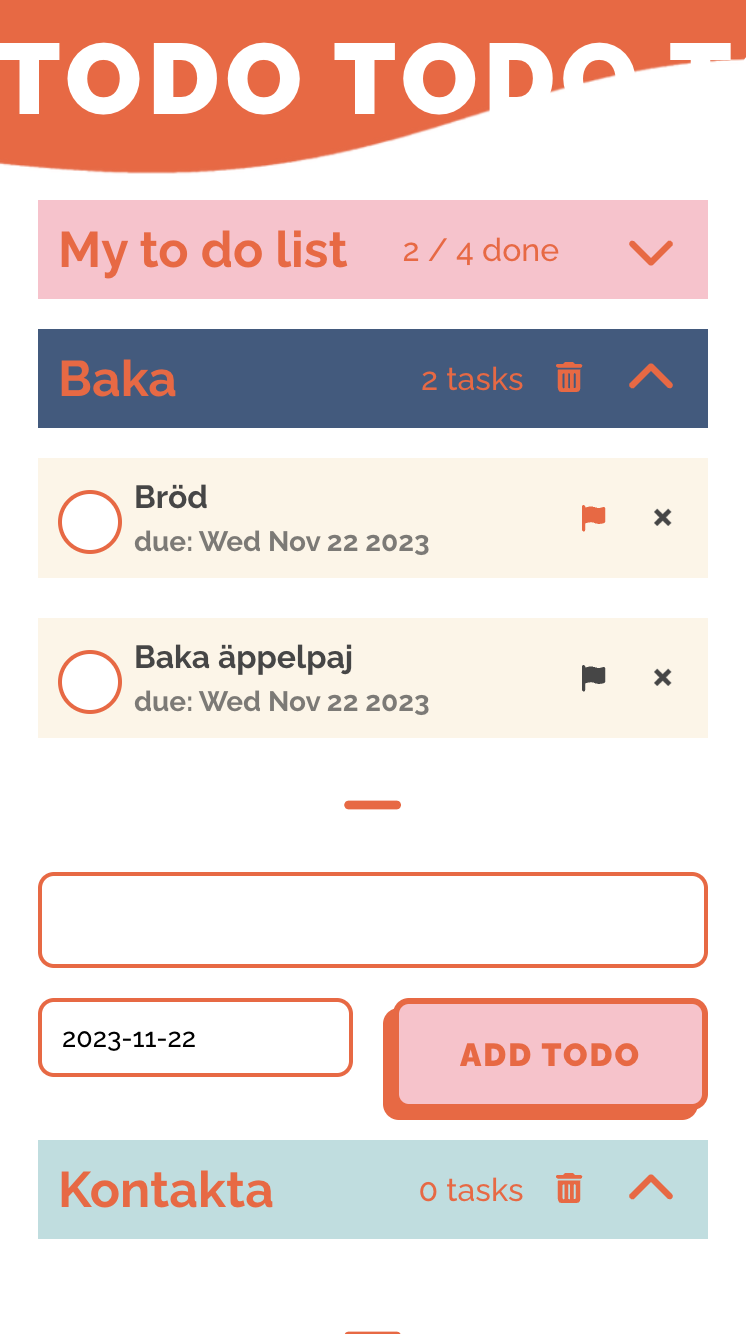 TODO TODO T
My to do list 2 / 4 done
Baka 2 tasks
Bröd
due: Wed Nov 22 2023
Baka äppelpaj
due: Wed Nov 22 2023
2023-11-22
ADD TODO
Kontakta 0 tasks